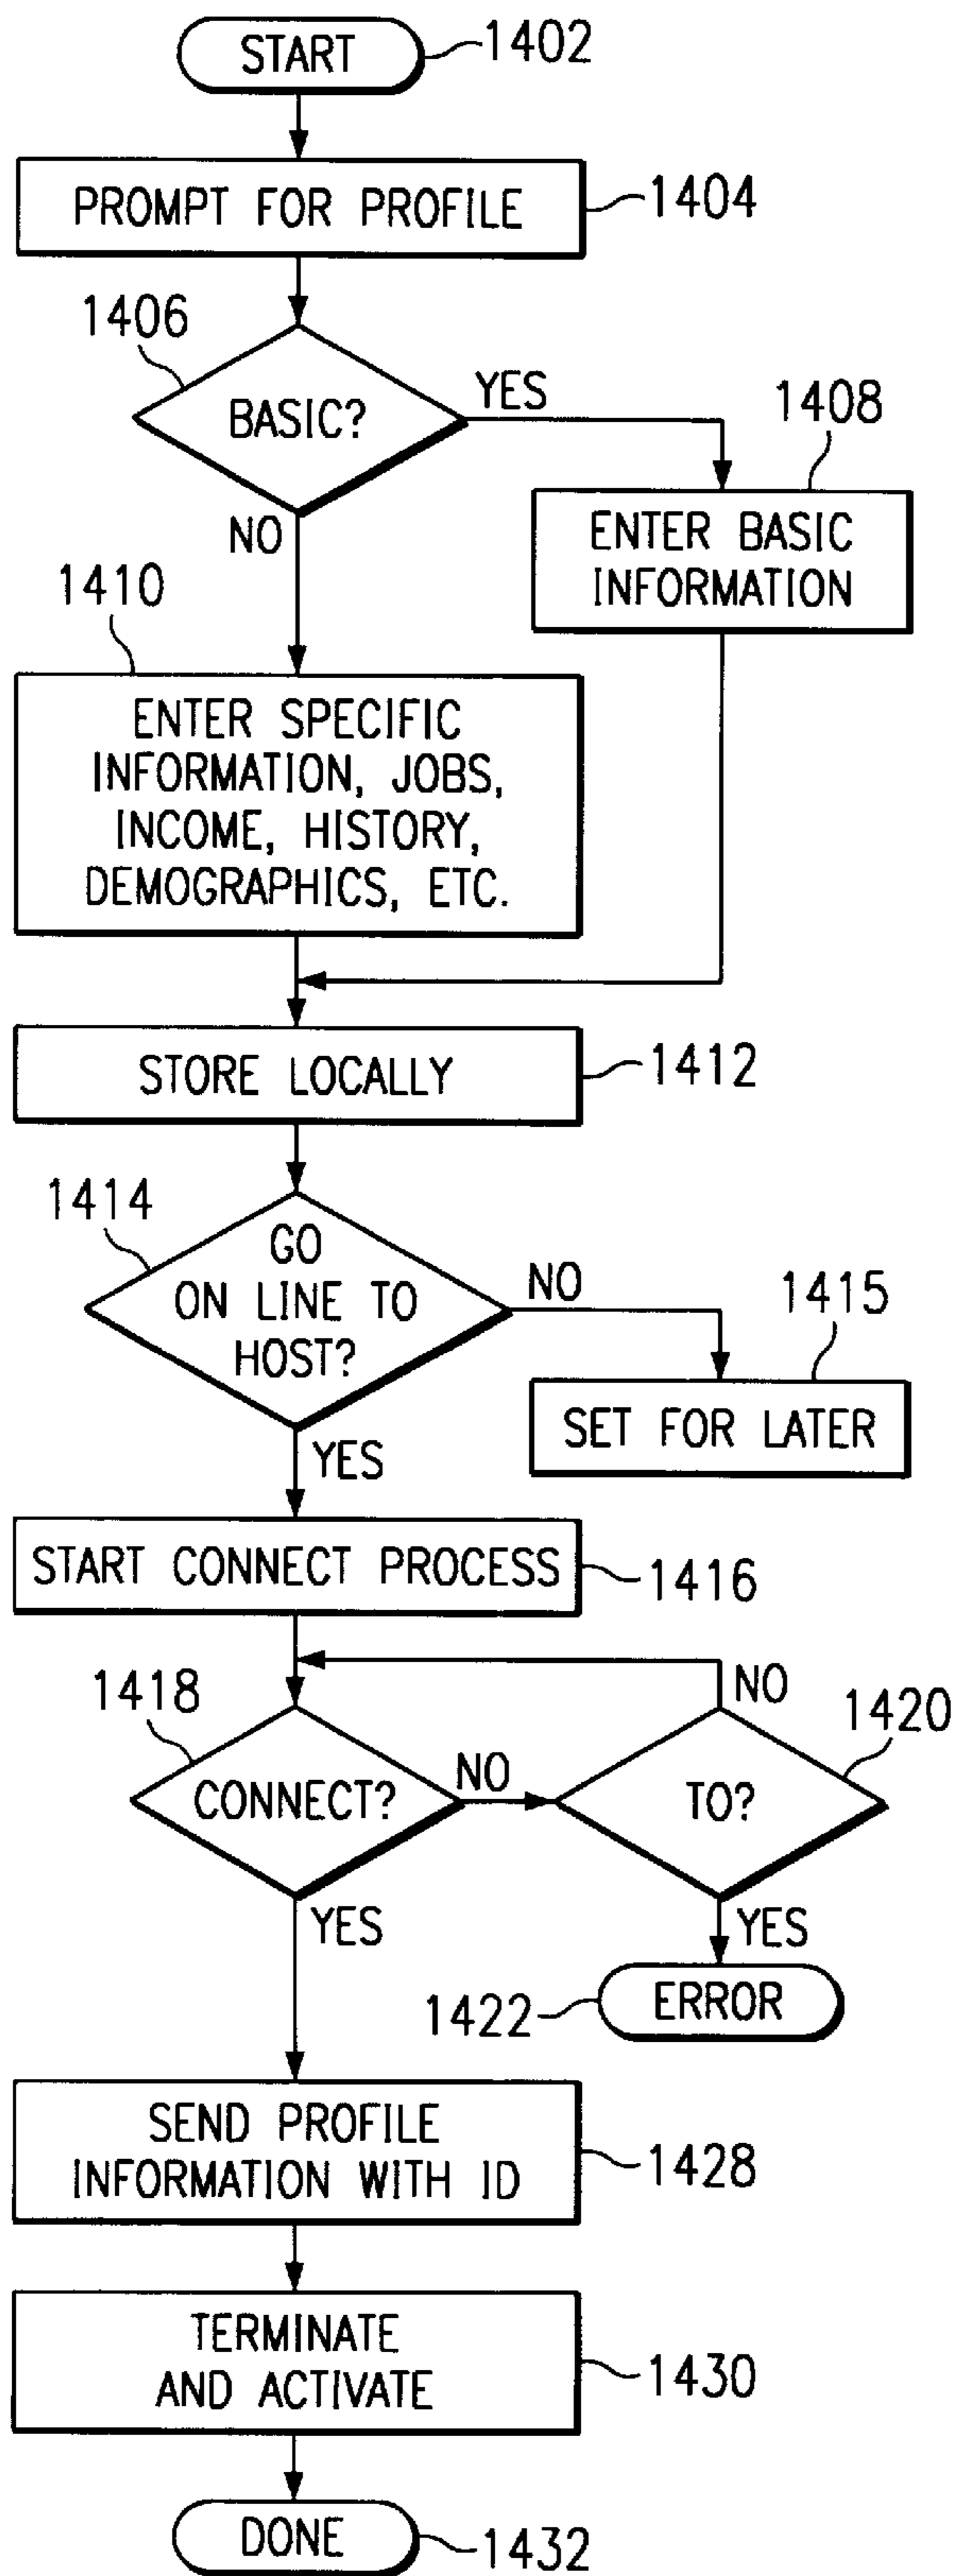 START
1402
PROMPT FOR PROFILE
1404
1406
BASIC?
YES
1408
NO
ENTER BASIC
INFORMATION
1410
ENTER SPECIFIC
INFORMATION, JOBS,
INCOME, HISTORY,
DEMOGRAPHICS, ETC.
STORE LOCALLY
1412
1414
GO
ON LINE TO
HOST?
NO
1415
SET FOR LATER
YES
START CONNECT PROCESS
1416
1418
NO
1420
CONNECT?
NO
TO?
YES
YES
1422
ERROR
SEND PROFILE
INFORMATION WITH ID
1428
TERMINATE
AND ACTIVATE
1430
DONE
1432